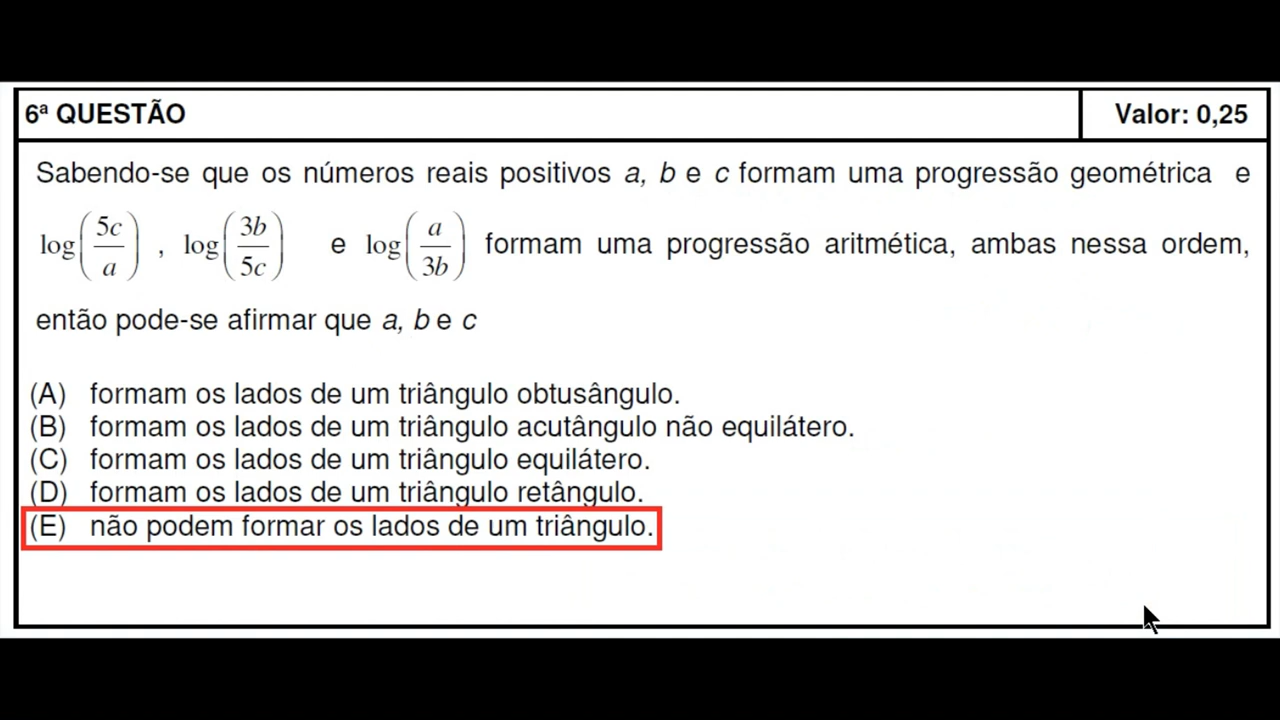 6ª QUESTÃO Valor: 0,25
Sabendo-se que os números reais positivos a, b e c formam uma progressão geométrica e
log(5c/a) , log(3b/5c) e log(a/3b) formam uma progressão aritmética, ambas nessa ordem,
então pode-se afirmar que a, b e c
(A) formam os lados de um triângulo obtusângulo.
(B) formam os lados de um triângulo acutângulo não equilátero.
(C) formam os lados de um triângulo equilátero.
(D) formam os lados de um triângulo retângulo.
(E) não podem formar os lados de um triângulo.